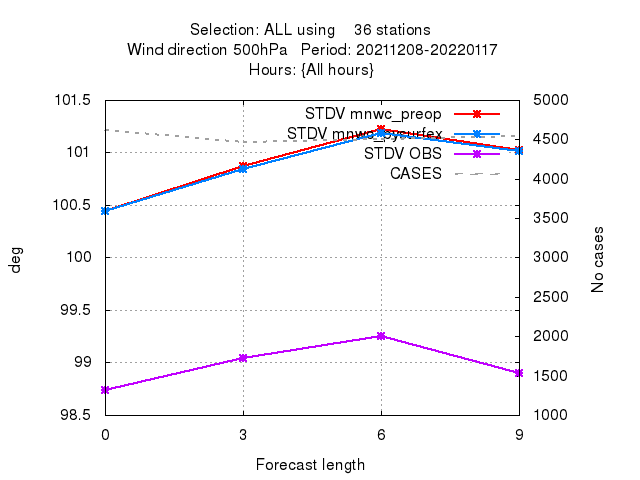 Selection: ALL using    36 stations
Wind direction 500hPa   Period: 20211208-20220117
Hours: {All hours}
101.5
101
100.5
100
99.5
99
98.5
deg
5000
4500
4000
3500
3000
2500
2000
1500
1000
No cases
STDV mnwc_preop
STDV
STDV OBS
CASES
0
3
6
9
Forecast length